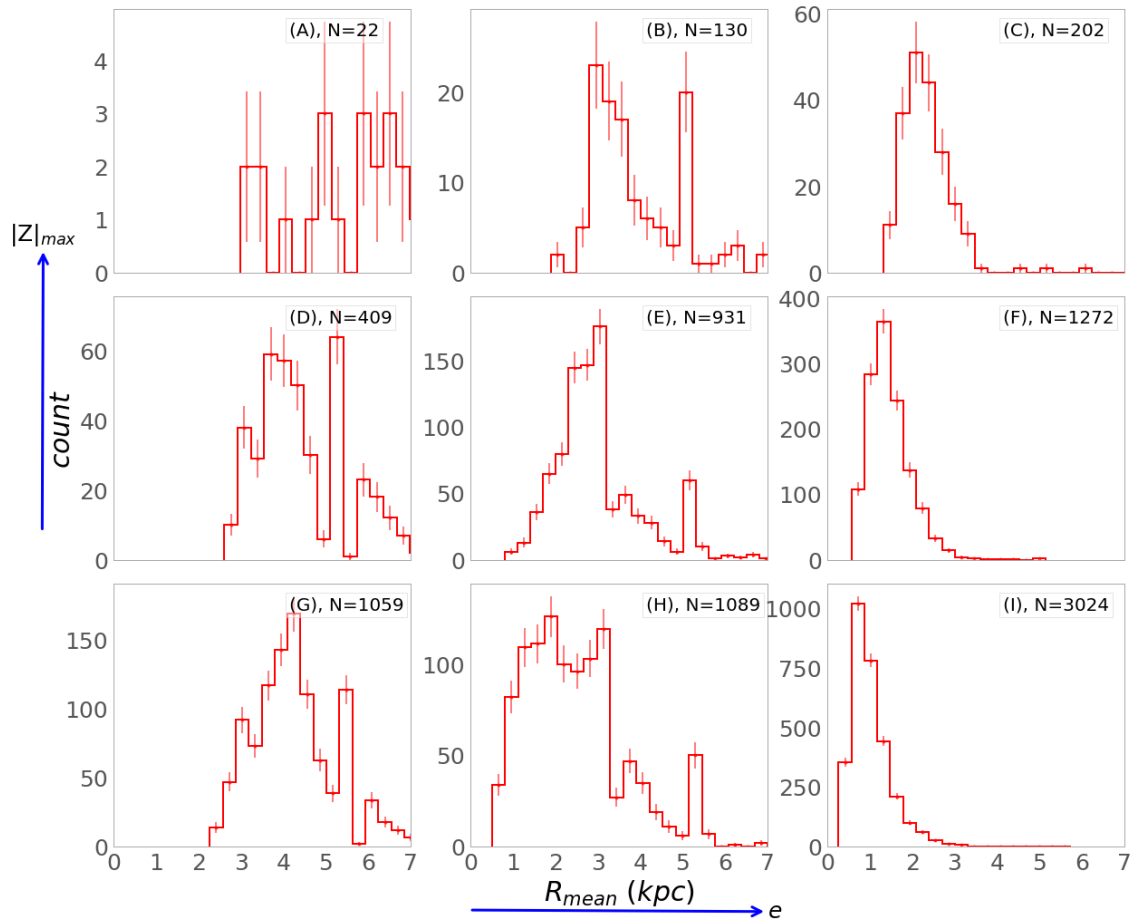 (A), N=22
(B), N=130
(C), N=202
4
3
2
1
0
20
10
0
60
40
20
0
|Z|max
(D), N=409
(E), N=931
(F), N=1272
60
40
20
0
150
100
50
0
400
300
200
100
0
count
(G), N=1059
(H), N=1089
(I), N=3024
150
100
50
0
100
50
0
1000
750
500
250
0
0 1 2 3 4 5 6 7
0 1 2 3 4 5 6 7
0 1 2 3 4 5 6 7
Rmean (kpc)
e